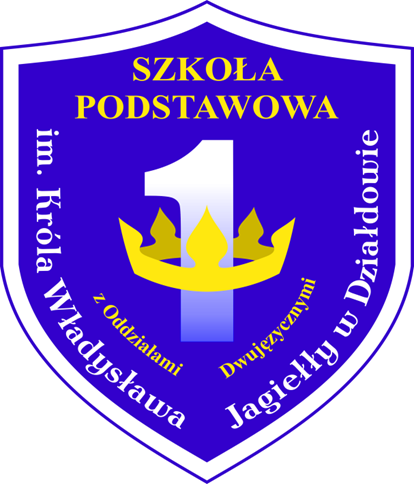 SZKOŁA
PODSTAWOWA
1
z Oddziałami
Dwujęzycznymi
im. Króla Władysława
Jagiełły w Działdowie